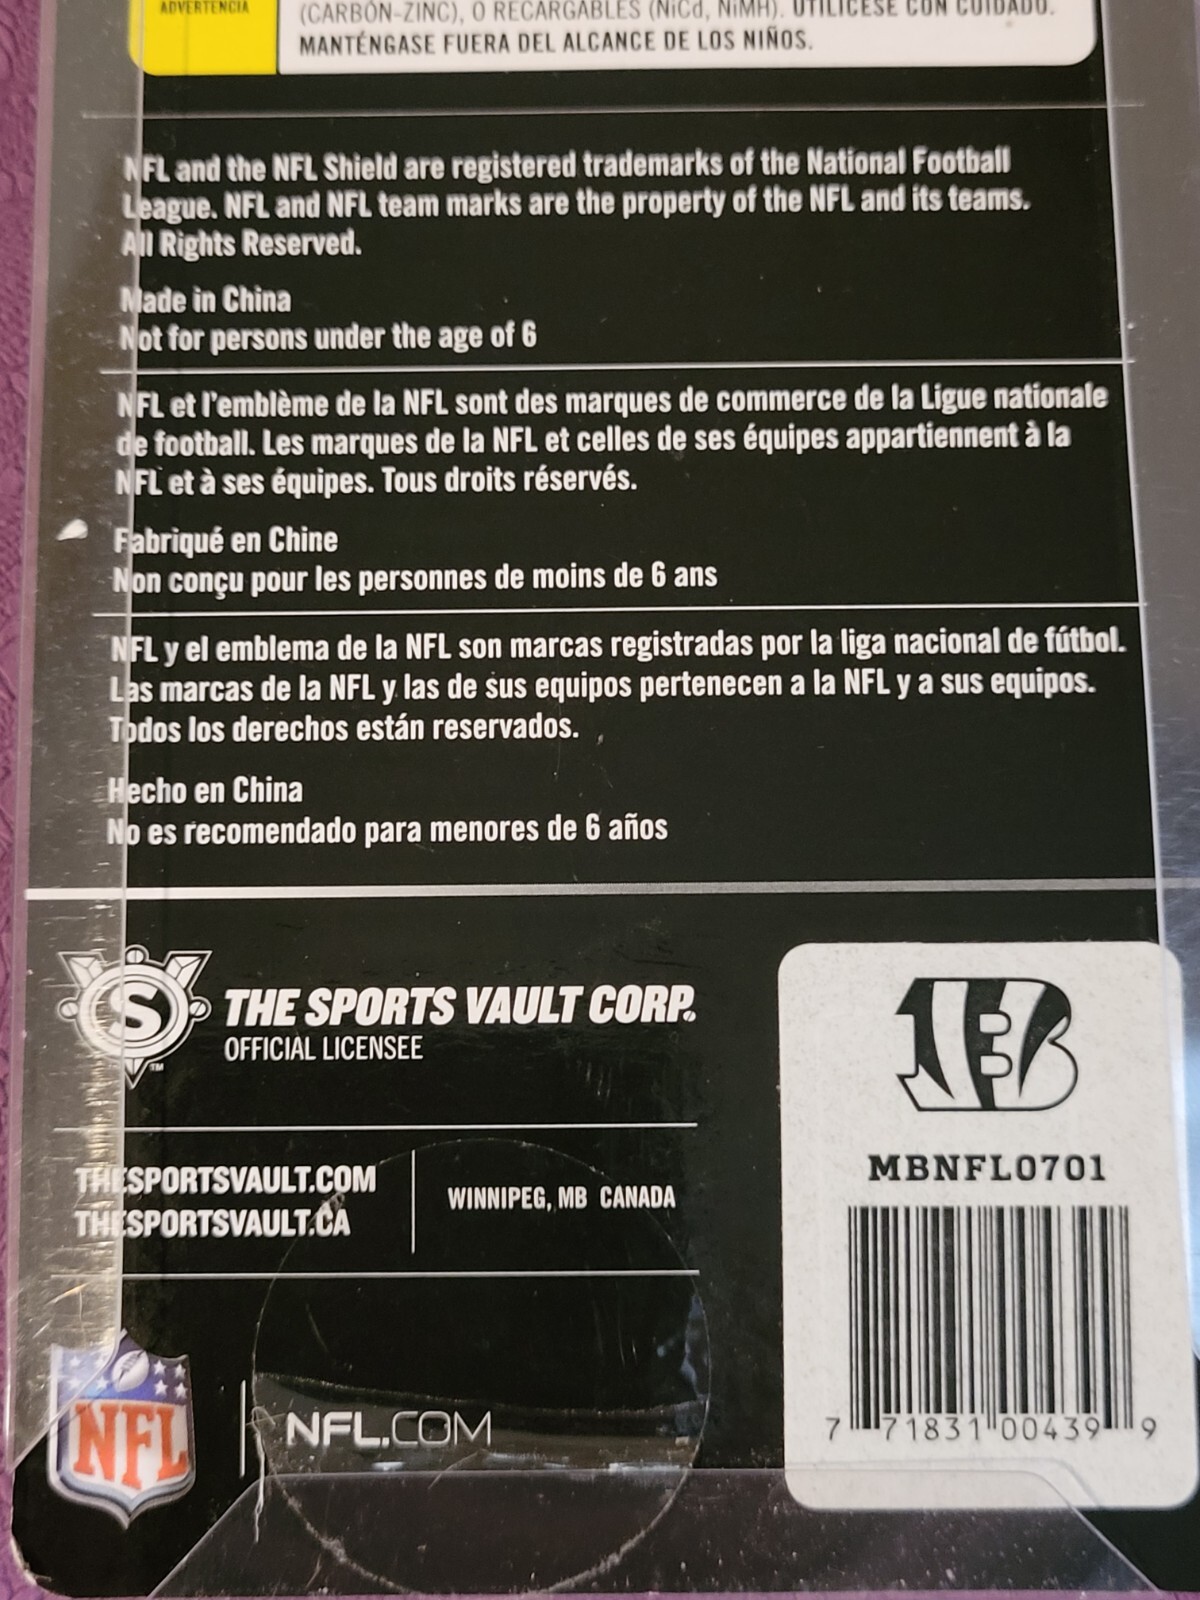 ADVERTENCIA
(CARBÓN-ZINC), O RECARGABLES (NiCd, NiMH). UTILÍCESE CON CUIDADO.
MANTÉNGASE FUERA DEL ALCANCE DE LOS NIÑOS.
NFL and the NFL Shield are registered trademarks of the National Football
League. NFL and NFL team marks are the property of the NFL and its teams.
All Rights Reserved.
Made in China
Not for persons under the age of 6
NFL et l'emblème de la NFL sont des marques de commerce de la Ligue nationale
de football. Les marques de la NFL et celles de ses équipes appartiennent à la
NFL et à ses équipes. Tous droits réservés.
Fabriqué en Chine
Non conçu pour les personnes de moins de 6 ans
NFL y el emblema de la NFL son marcas registradas por la liga nacional de fútbol.
Las marcas de la NFL y las de sus equipos pertenecen a la NFL y a sus equipos.
Todos los derechos están reservados.
Hecho en China
No es recomendado para menores de 6 años
S
TM
THE SPORTS VAULT CORP.
OFFICIAL LICENSEE
THESPORTSVAULT.COM
THESPORTSVAULT.CA
WINNIPEG, MB CANADA
NFL
NFL.COM
B
MBNFL0701
7 71831 00439 9